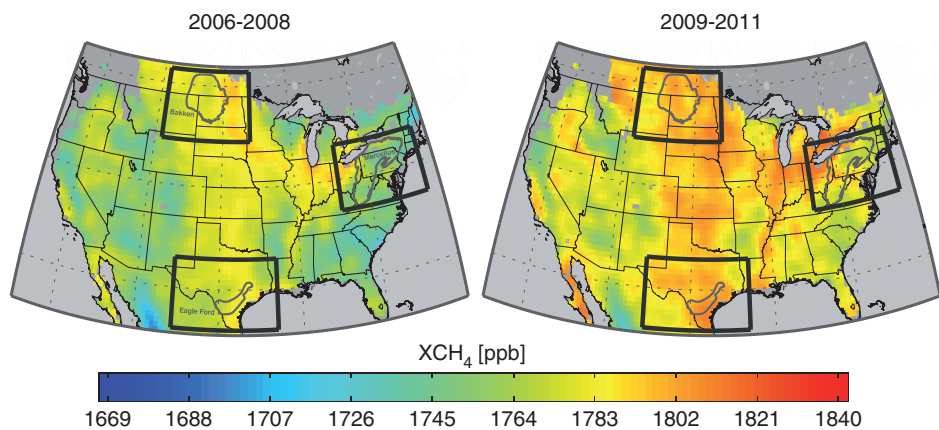 2006-2008
2009-2011
Bakken
Marcellus
Eagle Ford
XCH₄ [ppb]
1669 1688 1707 1726 1745 1764 1783 1802 1821 1840